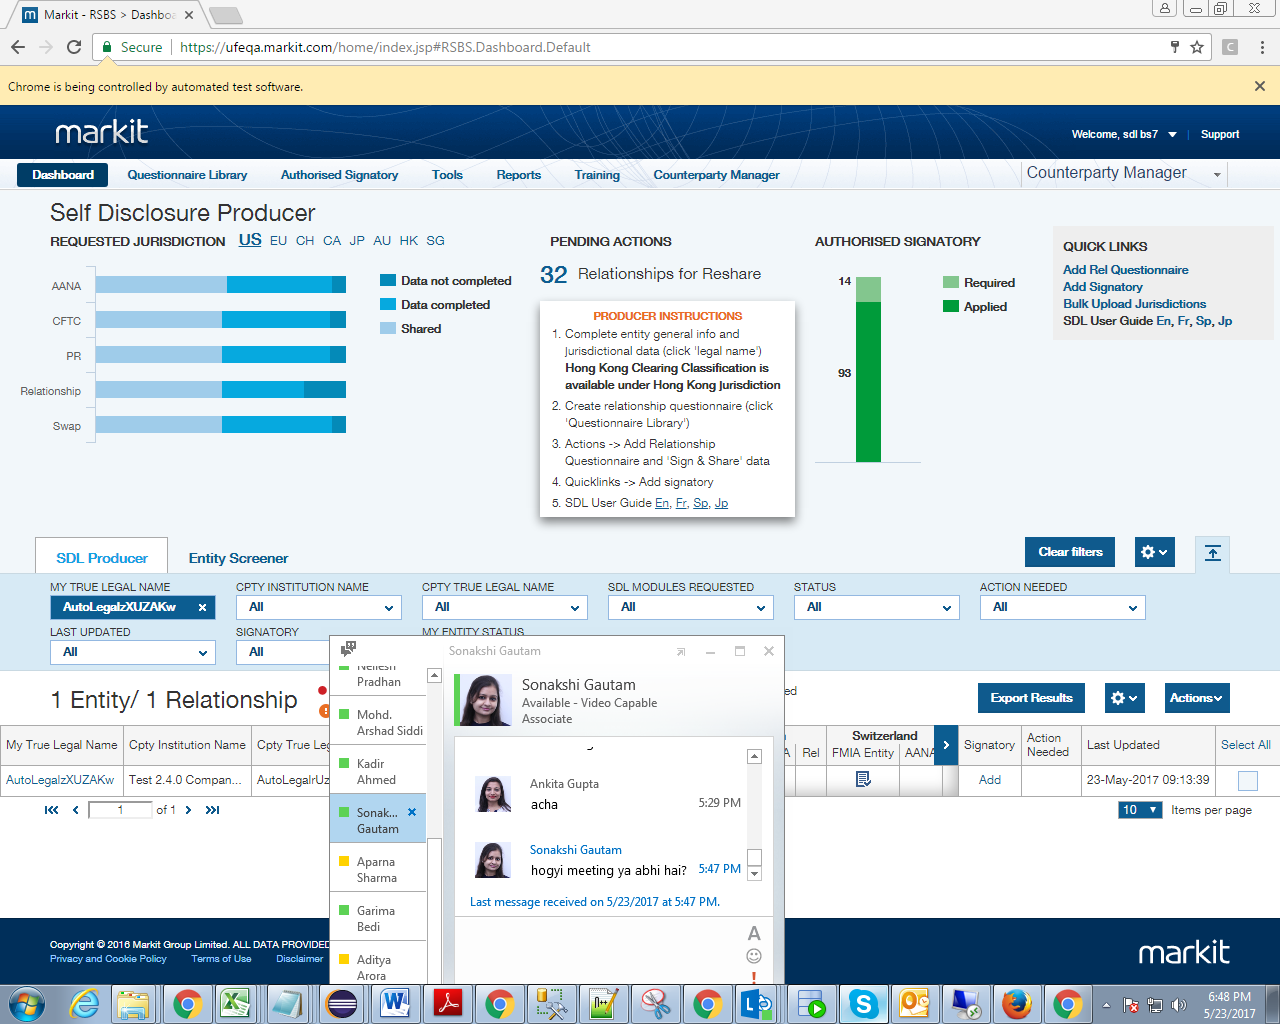 Markit - RSBS > Dashboa
Secure
https://ufeqa.markit.com/home/index.jsp#RSBS.Dashboard.Default
Chrome is being controlled by automated test software.
markit
Welcome, sdl bs7
Support
Dashboard
Questionnaire Library
Authorised Signatory
Tools
Reports
Training
Counterparty Manager
Counterparty Manager
Self Disclosure Producer
REQUESTED JURISDICTION US EU CH CA JP AU HK SG
AANA
CFTC
PR
Relationship
Swap
Data not completed
Data completed
Shared
PENDING ACTIONS
32 Relationships for Reshare
PRODUCER INSTRUCTIONS
1. Complete entity general info and
jurisdictional data (click 'legal name')
Hong Kong Clearing Classification is
available under Hong Kong Jurisdiction
2. Create relationship questionnaire (click
'Questionnaire Library')
3. Actions -> Add Relationship
Questionnaire and 'Sign & Share' data
4. Quicklinks -> Add signatory
5. SDL User Guide En, Fr, Sp, Jp
AUTHORISED SIGNATORY
14
93
Required
Applied
QUICK LINKS
Add Rel Questionnaire
Add Signatory
Bulk Upload Jurisdictions
SDL User Guide En, Fr, Sp, Jp
SDL Producer
Entity Screener
Clear filters
MY TRUE LEGAL NAME
AutoLegalzXUZAKw
CPTY INSTITUTION NAME
All
CPTY TRUE LEGAL NAME
All
SDL MODULES REQUESTED
All
STATUS
All
ACTION NEEDED
All
LAST UPDATED
All
SIGNATORY
All
MY ENTITY STATUS
1 Entity/ 1 Relationship
Export Results
Actions
My True Legal Name
Cpty Institution Name
Rel
Switzerland
FMIA Entity
AANA
Signatory
Action
Needed
Last Updated
Select All
AutoLegalzXUZAKw
Test 2.4.0 Compan...
AutoLegalrUz
Add
23-May-2017 09:13:39
1
of 1
10
Items per page
Sonakshi Gautam
Sonakshi Gautam
Available - Video Capable
Associate
Pradhan
Mohd.
Arshad Siddi
Kadir
Ahmed
Sonak...
Gautam
Aparna
Sharma
Garima
Bedi
Aditya
Arora
Ankita Gupta
acha
5:29 PM
Sonakshi Gautam
hogyi meeting ya abhi hai?
5:47 PM
Last message received on 5/23/2017 at 5:47 PM.
Copyright © 2016 Markit Group Limited. ALL DATA PROVIDED
Privacy and Cookie Policy
Terms of Use
Disclaimer
markit
6:48 PM
5/23/2017